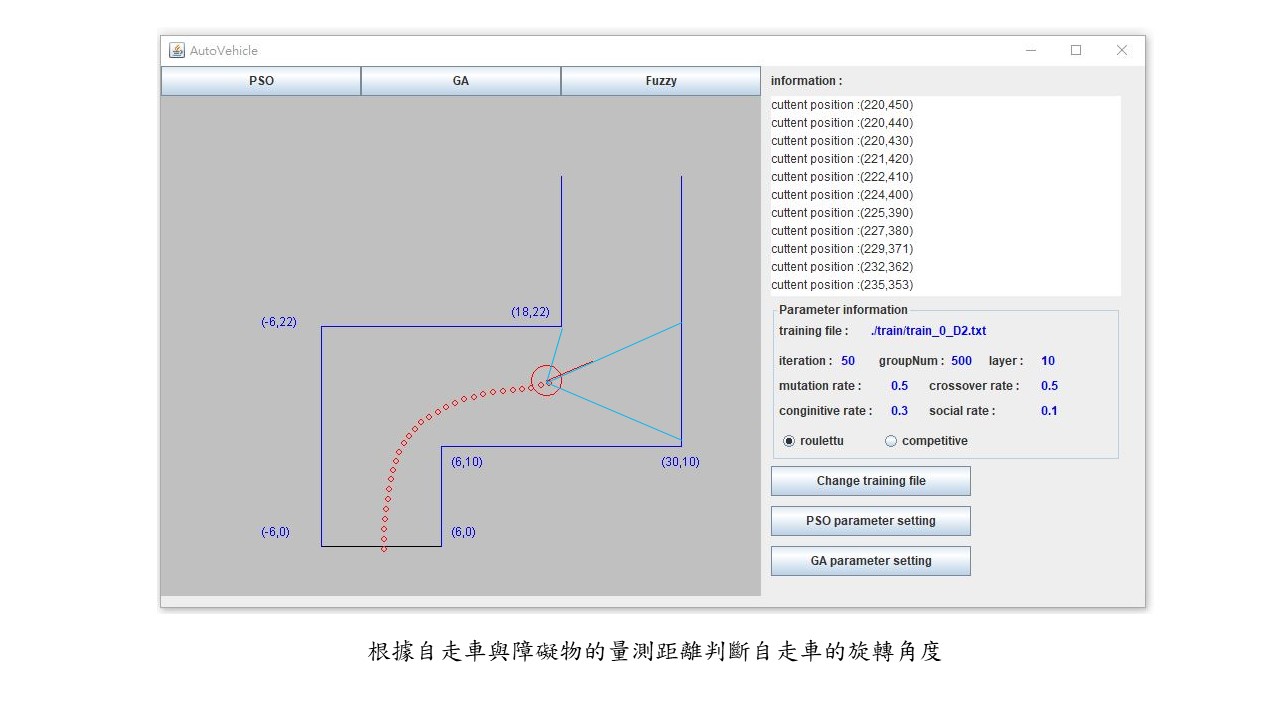 AutoVehicle
PSO GA Fuzzy
information :
cuttent position :(220,450)
cuttent position :(220,440)
cuttent position :(220,430)
cuttent position :(221,420)
cuttent position :(222,410)
cuttent position :(224,400)
cuttent position :(225,390)
cuttent position :(227,380)
cuttent position :(229,371)
cuttent position :(232,362)
cuttent position :(235,353)
(-6,22)
(18,22)
(6,10)
(30,10)
(-6,0)
(6,0)
Parameter information
training file : ./train/train_0_D2.txt
iteration : 50 groupNum : 500 layer : 10
mutation rate : 0.5 crossover rate : 0.5
conginitive rate : 0.3 social rate : 0.1
roulettu competitive
Change training file
PSO parameter setting
GA parameter setting
根據自走車與障礙物的量測距離判斷自走車的旋轉角度